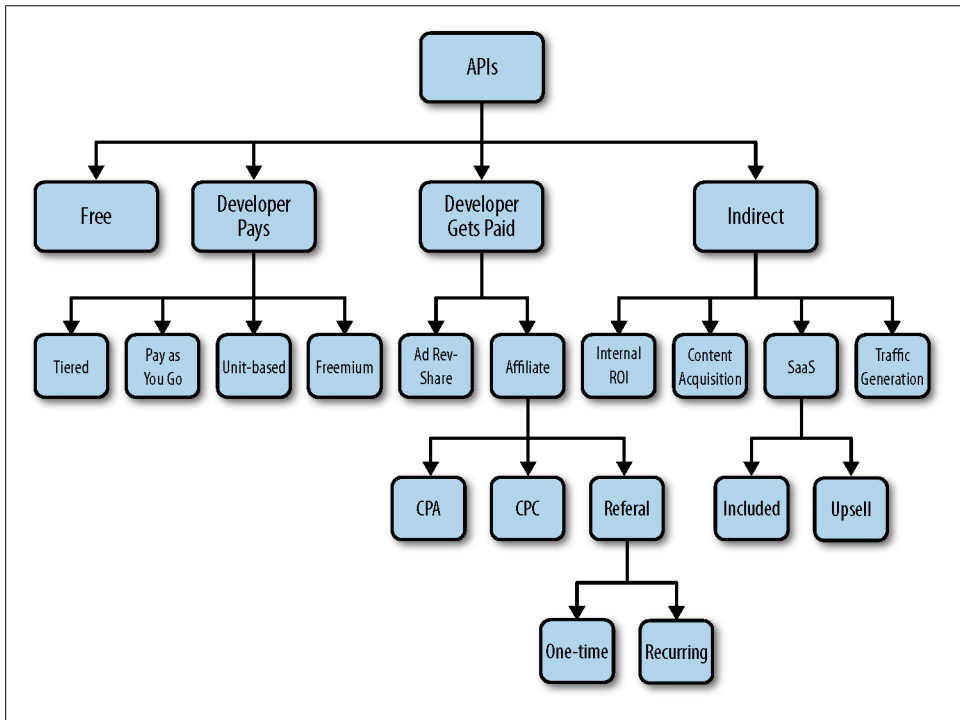 APIs
Free
Developer
Pays
Developer
Gets Paid
Indirect
Tiered
Pay as
You Go
Unit-based
Freemium
Ad Rev-
Share
Affiliate
Internal
ROI
Content
Acquisition
SaaS
Traffic
Generation
CPA
CPC
Referal
Included
Upsell
One-time
Recurring